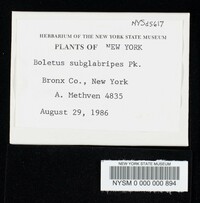 NYSd5617
HERBARIUM OF THE NEW YORK STATE MUSEUM
PLANTS OF NEW YORK
Boletus subglabripes Pk.
Bronx Co., New York
A. Methven 4835
August 29, 1986
NEW YORK STATE MUSEUM
NYSM 0 000 000 894